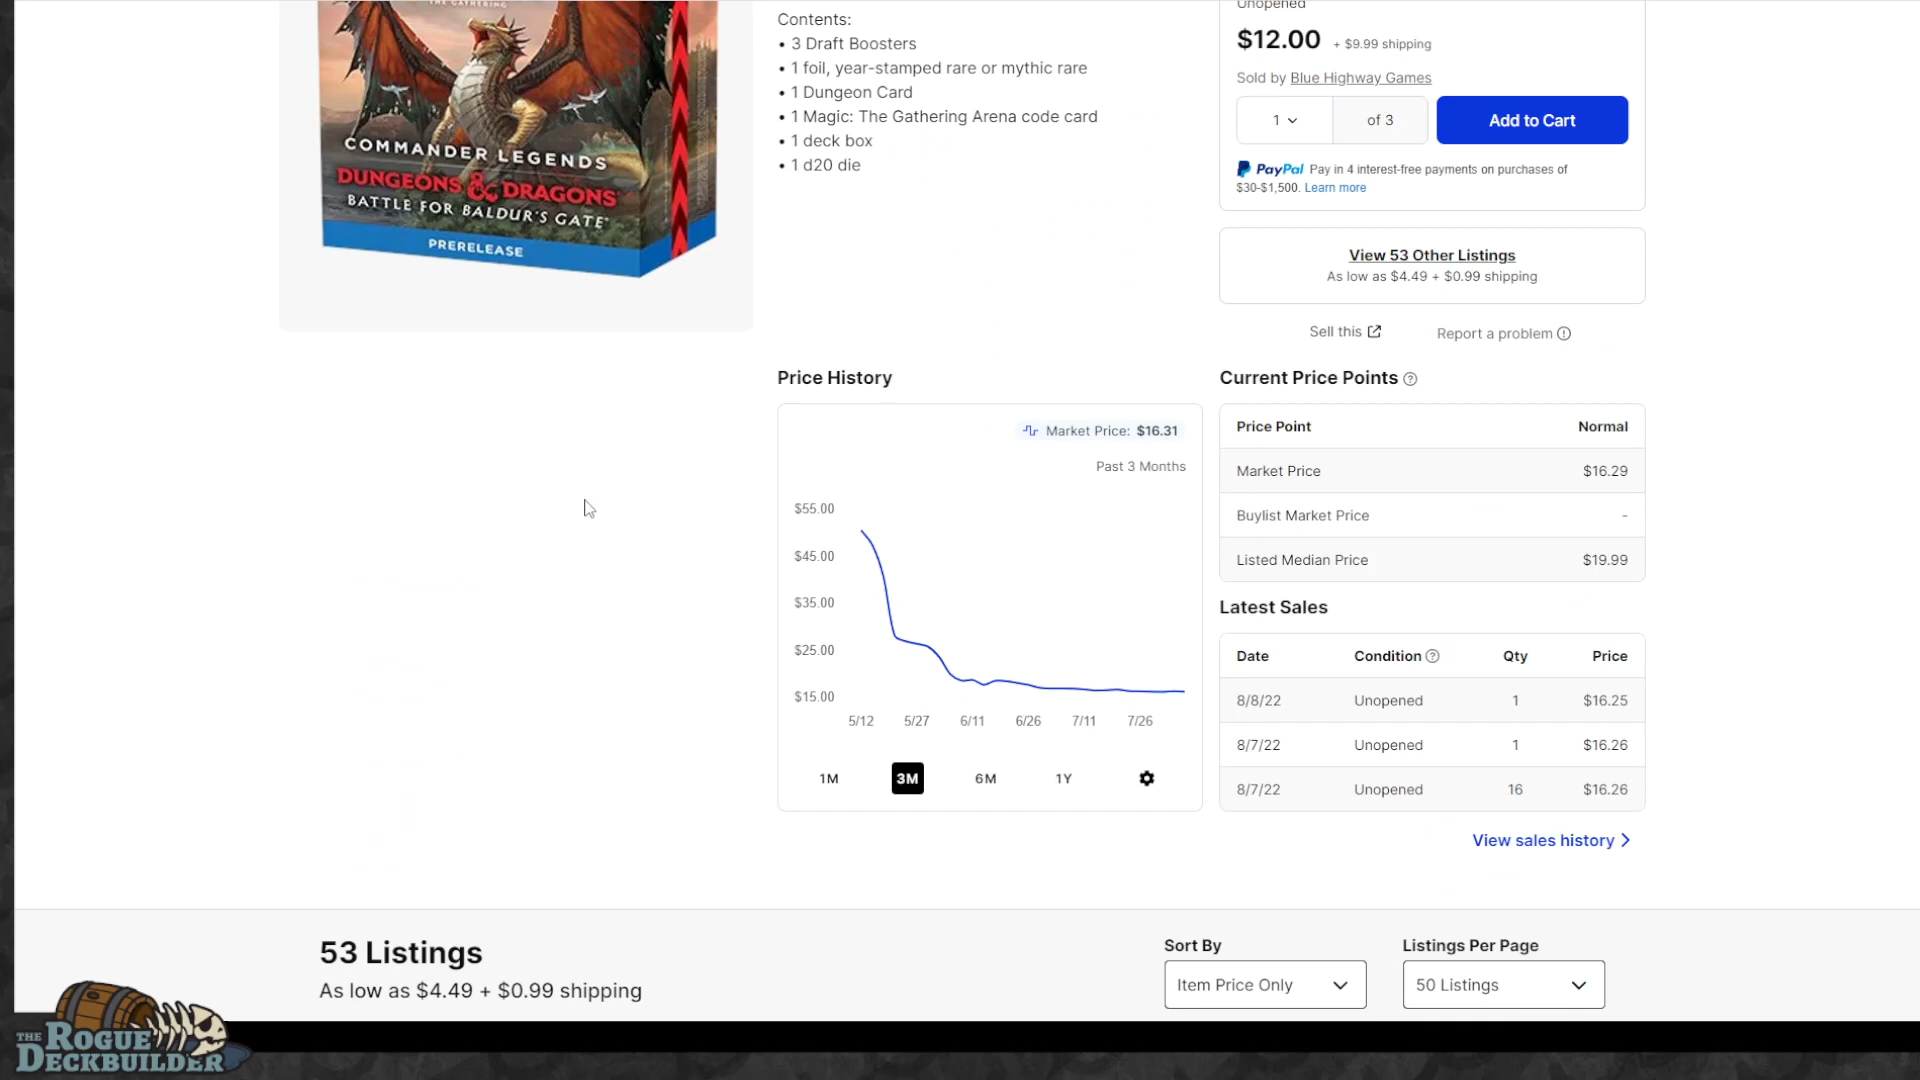 THE GATHERING
COMMANDER LEGENDS
DUNGEONS & DRAGONS
BATTLE FOR BALDUR'S GATE
PRERELEASE
Contents:
• 3 Draft Boosters
• 1 foil, year-stamped rare or mythic rare
• 1 Dungeon Card
• 1 Magic: The Gathering Arena code card
• 1 deck box
• 1 d20 die
Unopened
$12.00 + $9.99 shipping
Sold by Blue Highway Games
1 of 3 Add to Cart
PayPal Pay in 4 interest-free payments on purchases of
$30-$1,500. Learn more
View 53 Other Listings
As low as $4.49 + $0.99 shipping
Sell this Report a problem
Price History
Market Price: $16.31
Past 3 Months
$55.00
$45.00
$35.00
$25.00
$15.00
5/12 5/27 6/11 6/26 7/11 7/26
1M 3M 6M 1Y
Current Price Points ?
Price Point Normal
Market Price $16.29
Buylist Market Price -
Listed Median Price $19.99
Latest Sales
Date Condition ? Qty Price
8/8/22 Unopened 1 $16.25
8/7/22 Unopened 1 $16.26
8/7/22 Unopened 16 $16.26
View sales history >
53 Listings
As low as $4.49 + $0.99 shipping
Sort By
Item Price Only
Listings Per Page
50 Listings
THE ROGUE
DECKBUILDER